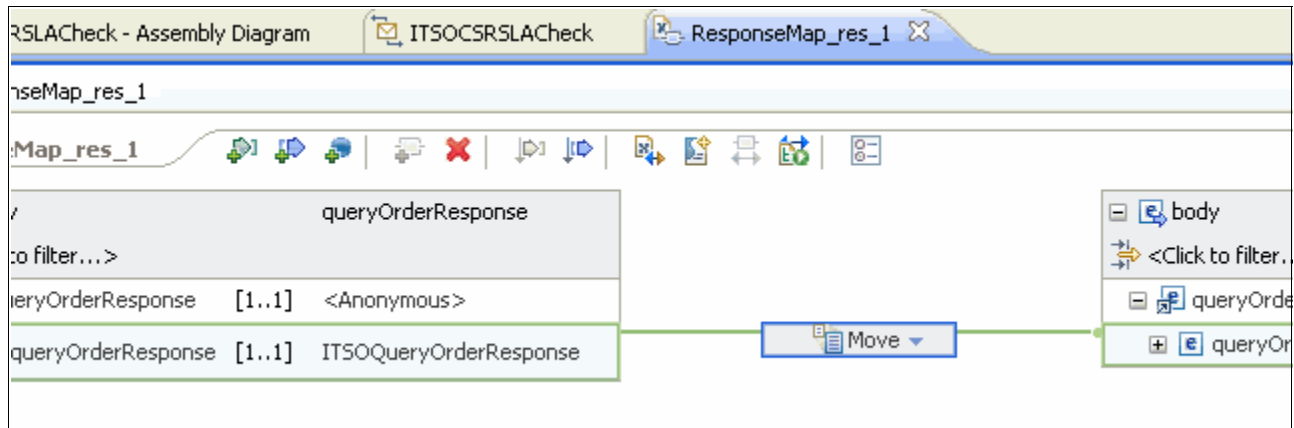 RSLACheck - Assembly Diagram ITSOCSRSLACheck ResponseMap_res_1
nseMap_res_1
:Map_res_1
queryOrderResponse body
to filter...> <Click to filter..
ieryOrderResponse [1..1] <Anonymous> queryOrde
queryOrderResponse [1..1] ITSOQueryOrderResponse Move queryOr